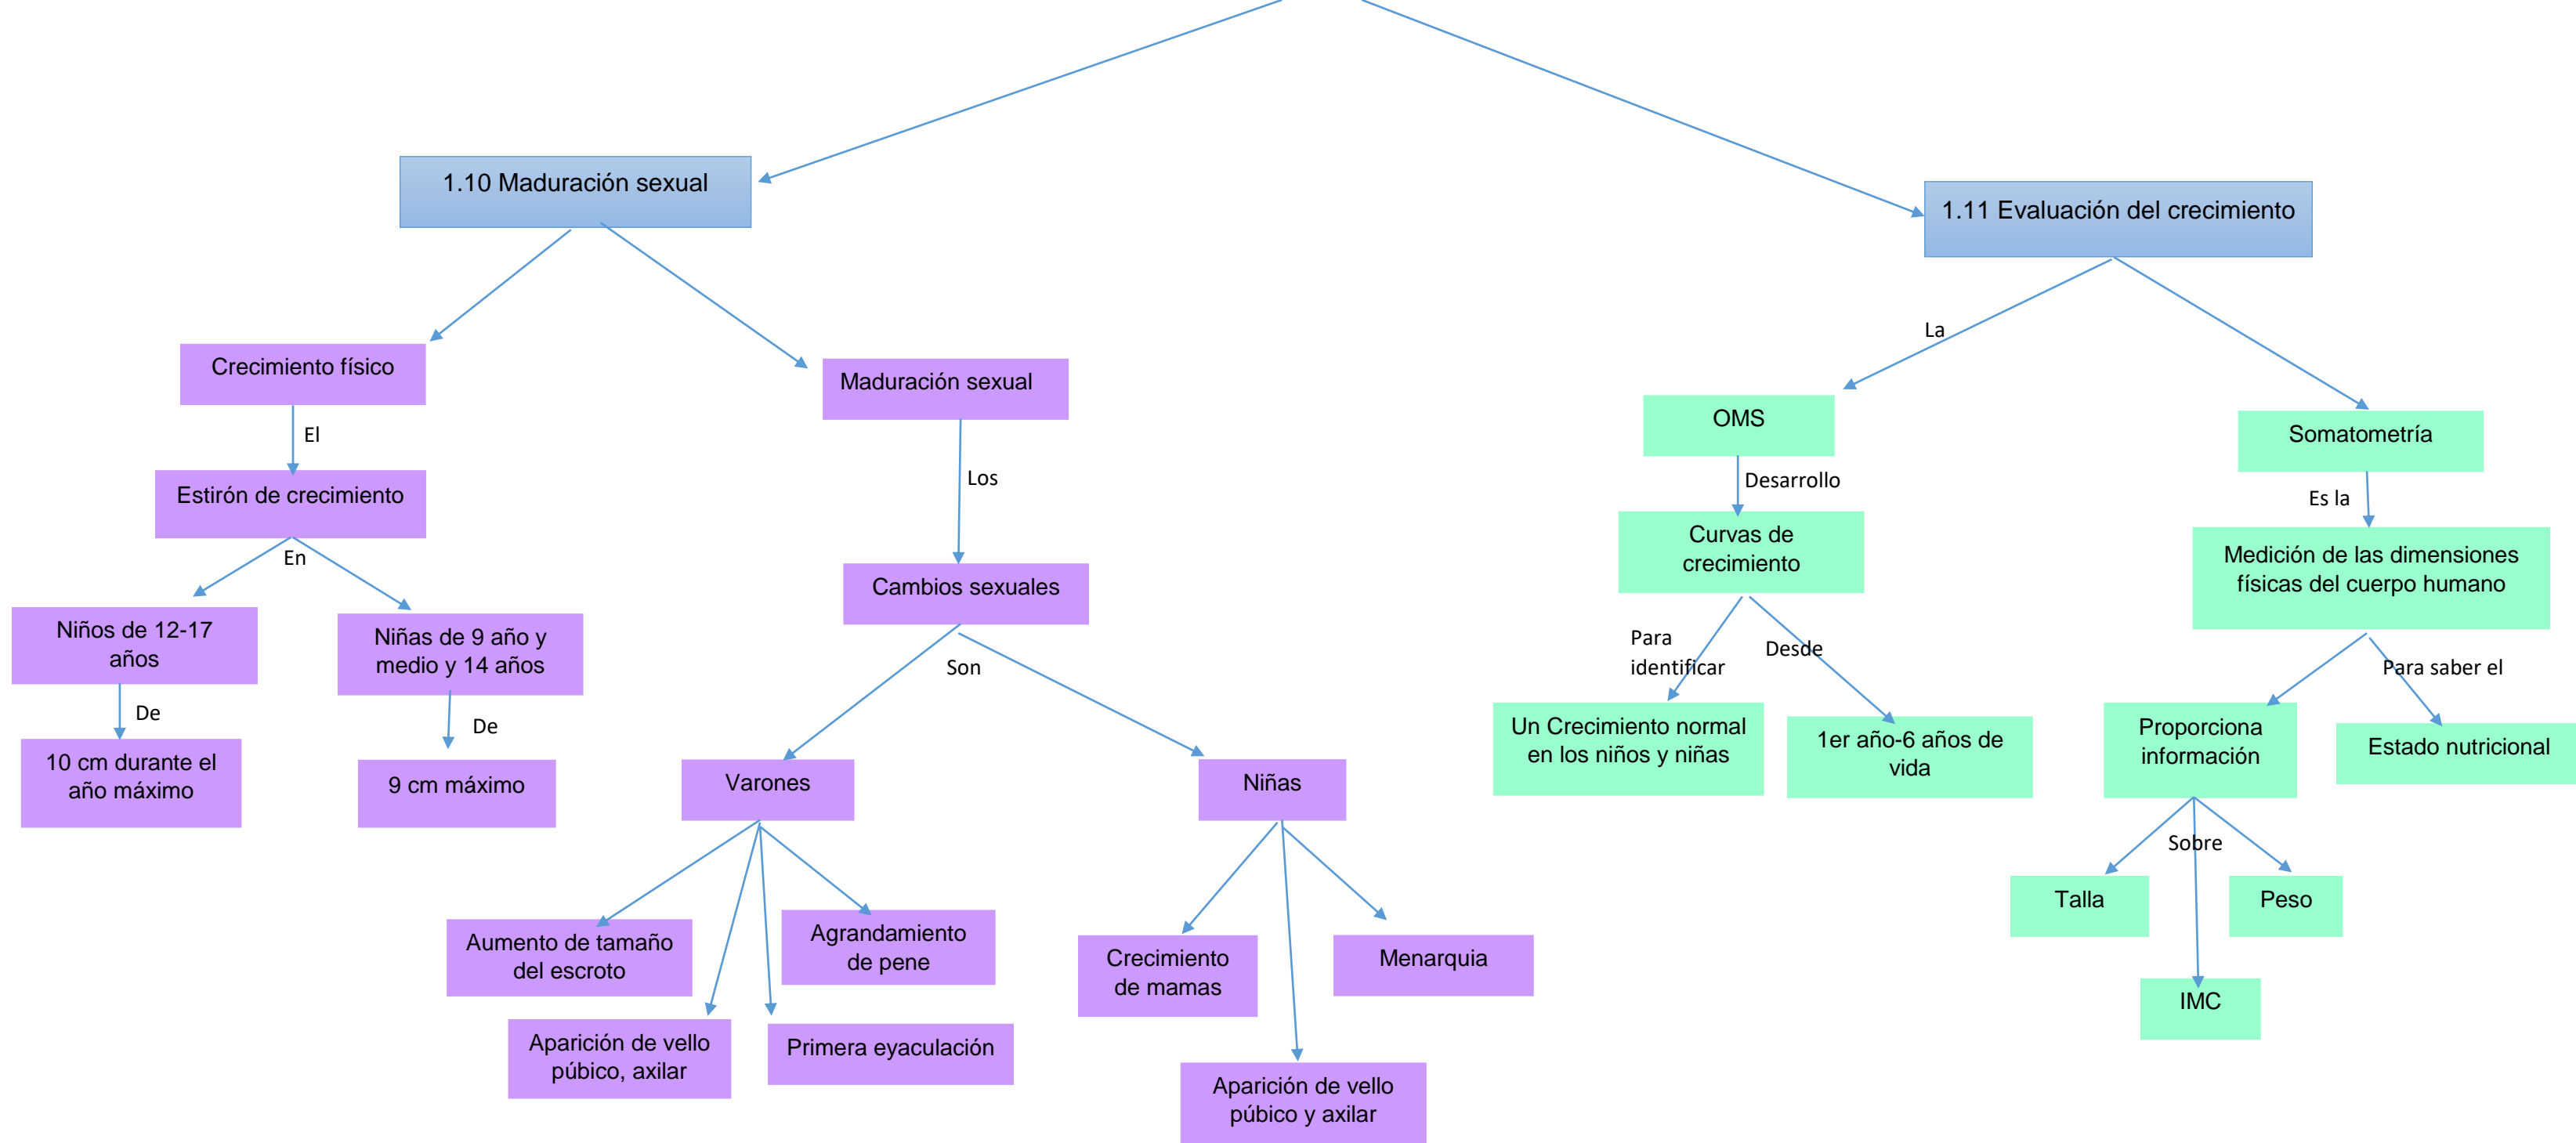 1.10 Maduración sexual
1.11 Evaluación del crecimiento
Crecimiento físico
El
Estirón de crecimiento
En
Niños de 12-17
años
De
10 cm durante el
año máximo
Niñas de 9 año y
medio y 14 años
De
9 cm máximo
Maduración sexual
Los
Cambios sexuales
Son
Varones
Aumento de tamaño
del escroto
Aparición de vello
púbico, axilar
Primera eyaculación
Agrandamiento
de pene
Niñas
Crecimiento
de mamas
Aparición de vello
púbico y axilar
Menarquia
La
OMS
Desarrollo
Curvas de
crecimiento
Para
identificar
Un Crecimiento normal
en los niños y niñas
Desde
1er año-6 años de
vida
Somatometría
Es la
Medición de las dimensiones
físicas del cuerpo humano
Proporciona
información
Sobre
Talla
IMC
Peso
Para saber el
Estado nutricional